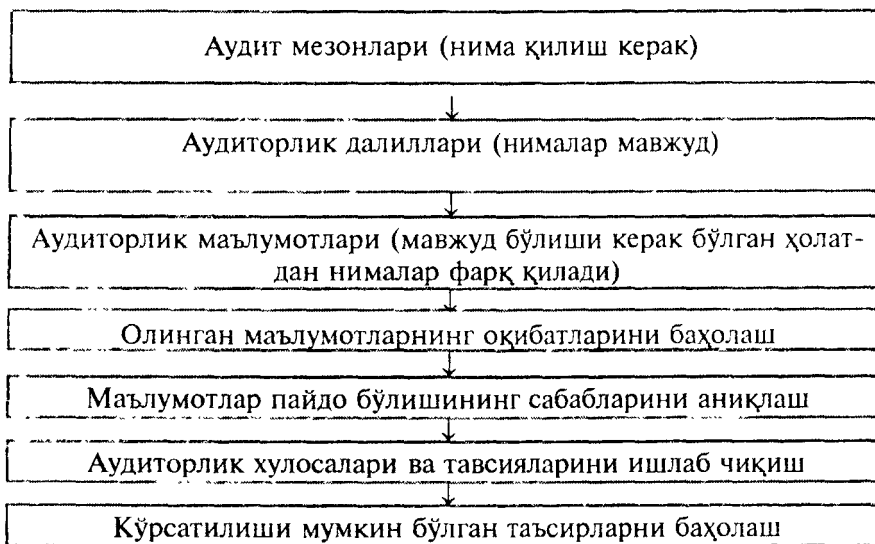 Аудит мезонлари (нима қилиш керак)
Аудиторлик далиллари (нималар мавжуд)
Аудиторлик маълумотлари (мавжуд бўлиши керак бўлган ҳолат-
дан нималар фарқ қилади)
Олинган маълумотларнинг оқибатларини баҳолаш
Маълумотлар пайдо бўлишининг сабабларини аниқлаш
Аудиторлик хулосалари ва тавсияларини ишлаб чиқиш
Кўрсатилиши мумкин бўлган таъсирларни баҳолаш